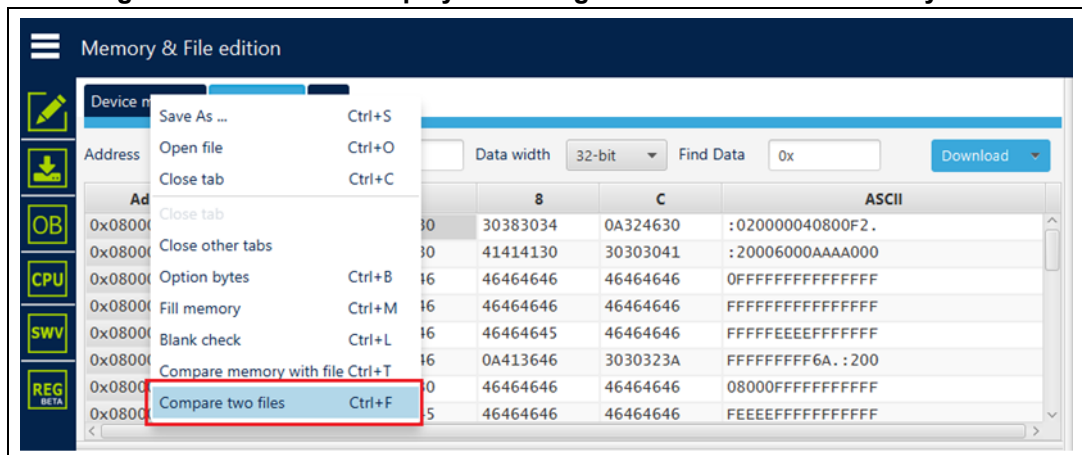 Memory & File edition
Device
Save As ... Ctrl+S
Open file Ctrl+O
Close tab Ctrl+C
Close tab
Close other tabs
Option bytes Ctrl+B
Fill memory Ctrl+M
Blank check Ctrl+L
Compare memory with file Ctrl+T
Compare two files Ctrl+F
Address Data width 32-bit Find Data 0x Download
Ad 8 C ASCII
0x0800 30 30383034 0A324630 :020000040800F2.
0x0800 30 41414130 30303041 :20006000AAAA000
0x0800 46 46464646 46464646 0FFFFFFFFFFFFFFF
0x0800 46 46464646 46464646 FFFFFFFFFFFFFFFF
0x0800 46 46464645 46464646 FFFFFEEEEFFFFFFF
0x0800 46 0A413646 3030323A FFFFFFFFFF6A.:200
0x0800 30 46464646 46464646 08000FFFFFFFFFFF
0x0800 45 46464646 46464646 FEEEEFFFFFFFFFFF
OB
CPU
SWV
REG
BETA